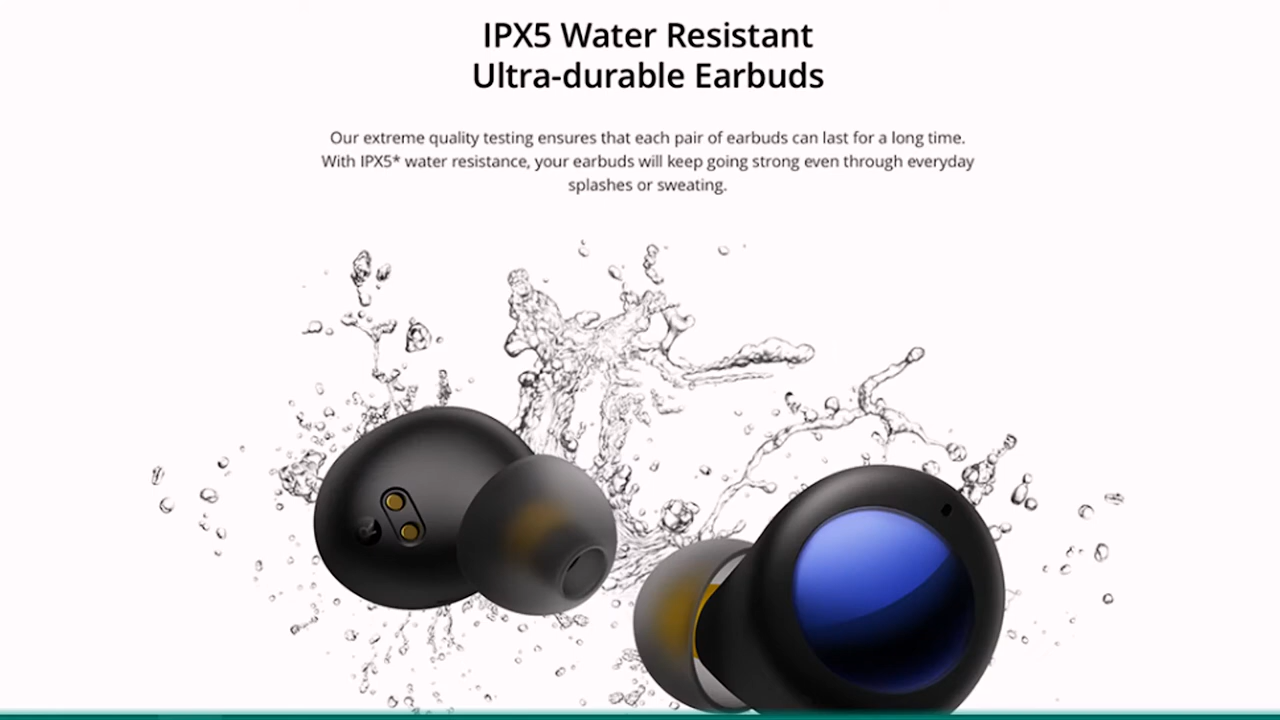 IPX5 Water Resistant
Ultra-durable Earbuds
Our extreme quality testing ensures that each pair of earbuds can last for a long time.
With IPX5* water resistance, your earbuds will keep going strong even through everyday
splashes or sweating.
R